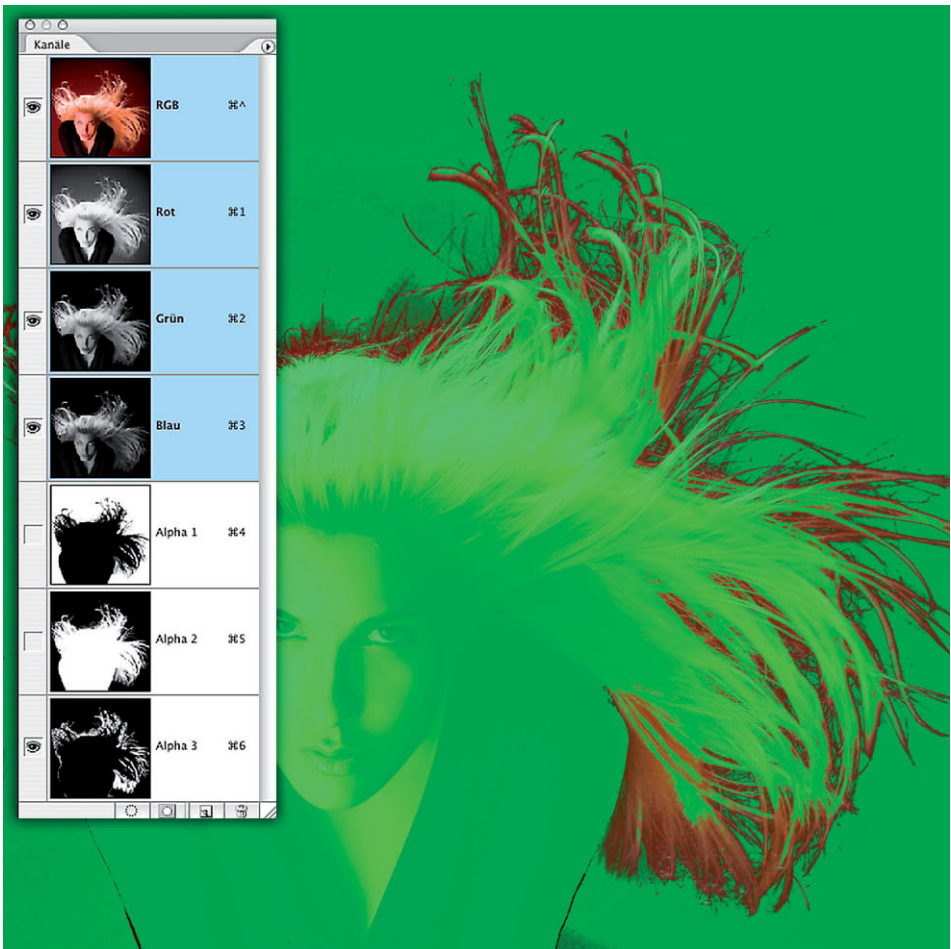 Kanäle
RGB ⌘^
Rot ⌘1
Grün ⌘2
Blau ⌘3
Alpha 1 ⌘4
Alpha 2 ⌘5
Alpha 3 ⌘6